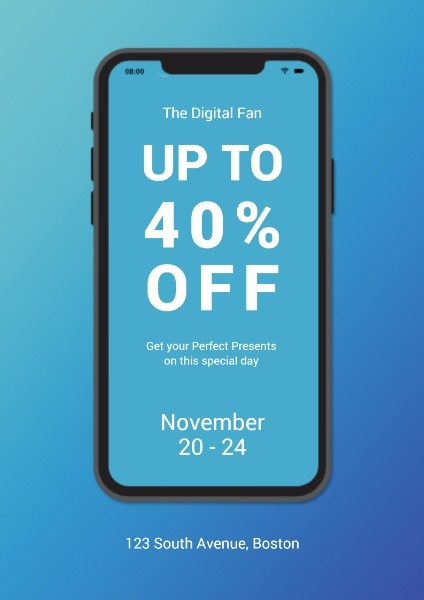 08:00
The Digital Fan
UP TO
40%
OFF
Get your Perfect Presents
on this special day
November
20 - 24
123 South Avenue, Boston